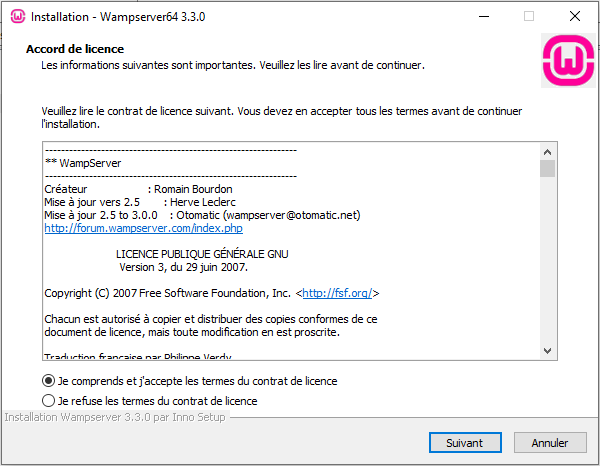 Installation - Wampserver64 3.3.0
Accord de licence
Les informations suivantes sont importantes. Veuillez les lire avant de continuer.
Veuillez lire le contrat de licence suivant. Vous devez en accepter tous les termes avant de continuer
l'installation.
------------------------------------------------------------
** WampServer
------------------------------------------------------------
Créateur : Romain Bourdon
Mise à jour vers 2.5 : Herve Leclerc
Mise à jour 2.5 to 3.0.0 : Otomatic (wampserver@otomatic.net)
http://forum.wampserver.com/index.php
LICENCE PUBLIQUE GÉNÉRALE GNU
Version 3, du 29 juin 2007.
Copyright (C) 2007 Free Software Foundation, Inc. <http://fsf.org/>
Chacun est autorisé à copier et distribuer des copies conformes de ce
document de licence, mais toute modification en est proscrite.
Traduction française par Philippe Verdy
Je comprends et j'accepte les termes du contrat de licence
Je refuse les termes du contrat de licence
Installation Wampserver 3.3.0 par Inno Setup
Suivant
Annuler